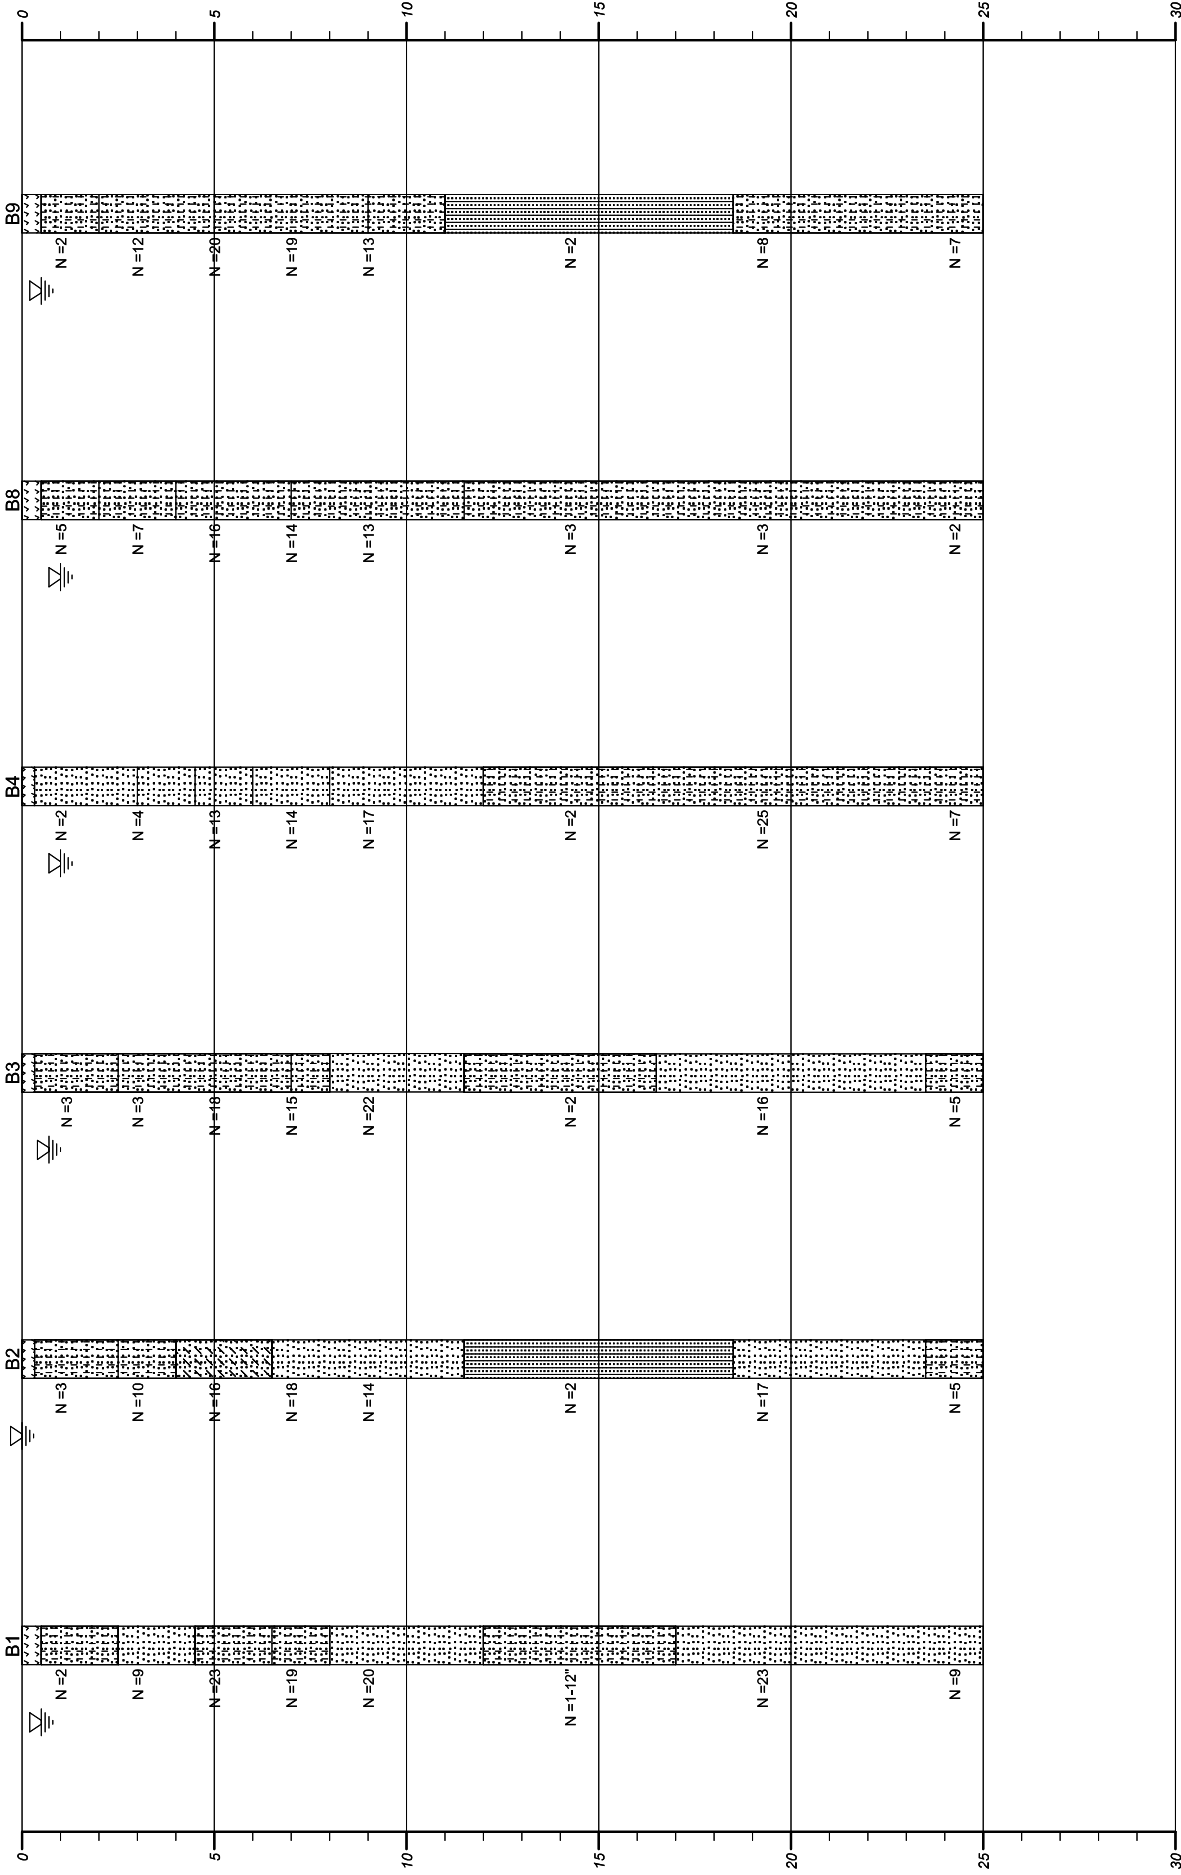 0
5
10
15
20
25
30
B1
N =2
N =9
N =23
N =19
N =20
N =1-12"
N =23
N =9
B2
N =3
N =10
N =16
N =18
N =14
N =2
N =17
N =5
B3
N =3
N =3
N =18
N =15
N =22
N =2
N =16
N =5
B4
N =2
N =4
N =13
N =14
N =17
N =2
N =25
N =7
B8
N =5
N =7
N =16
N =14
N =13
N =3
N =3
N =2
B9
N =2
N =12
N =20
N =19
N =13
N =2
N =8
N =7
0
5
10
15
20
25
30